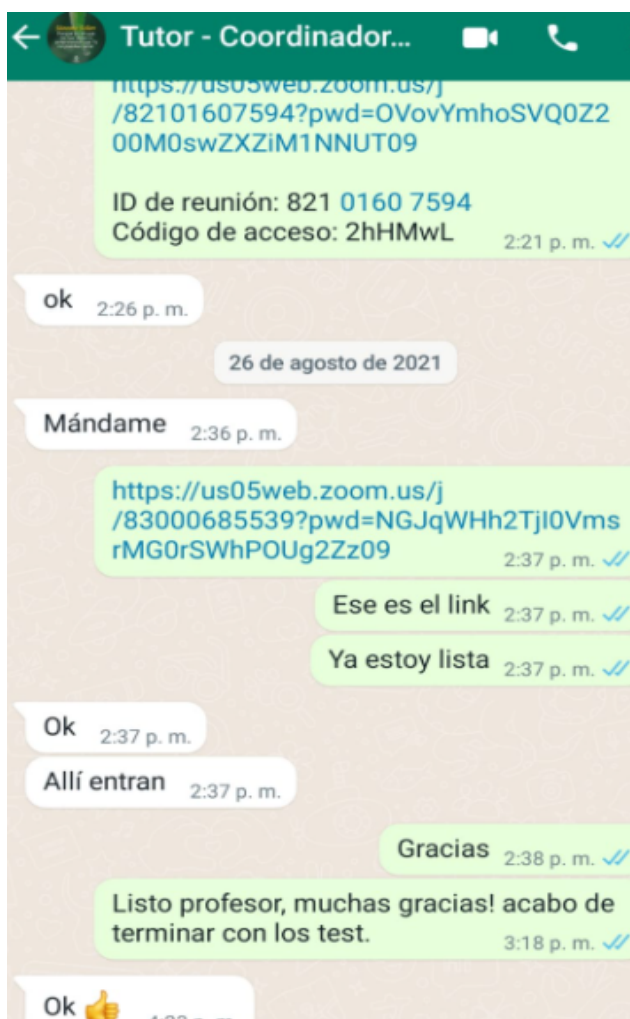 Tutor - Coordinador...
https://us05web.zoom.us/j
/82101607594?pwd=OVovYmhoSVQ0Z2
00M0swZXZiM1NNUT09
ID de reunión: 821 0160 7594
Código de acceso: 2hHMwL
2:21 p. m.
ok
2:26 p. m.
26 de agosto de 2021
Mándame
2:36 p. m.
https://us05web.zoom.us/j
/83000685539?pwd=NGJqWHh2TjI0Vms
rMG0rSWhPOUg2Zz09
2:37 p. m.
Ese es el link
2:37 p. m.
Ya estoy lista
2:37 p. m.
Ok
2:37 p. m.
Allí entran
2:37 p. m.
Gracias
2:38 p. m.
Listo profesor, muchas gracias! acabo de
terminar con los test.
3:18 p. m.
Ok 👍